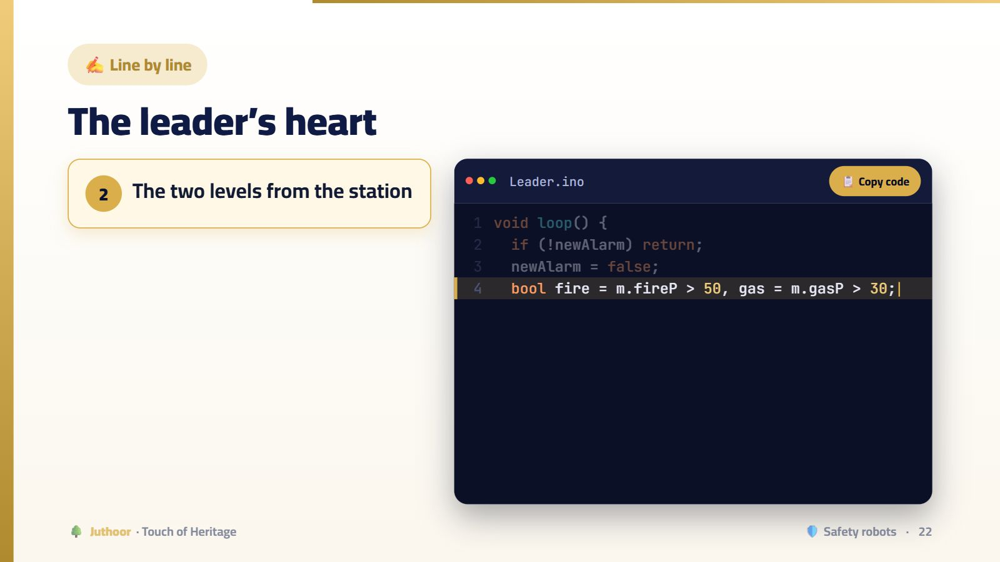 ✍️ Line by line
The leader’s heart
2 The two levels from the station
Leader.ino
📋 Copy code
1 void loop() {
2 if (!newAlarm) return;
3 newAlarm = false;
4 bool fire = m.fireP > 50, gas = m.gasP > 30;
🌳 Juthoor · Touch of Heritage
🛡️ Safety robots · 22